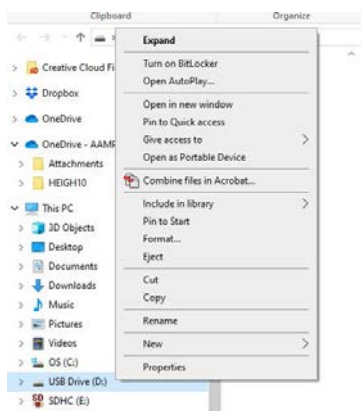 Clipboard
Organize
Expand
Turn on BitLocker
Open AutoPlay...
Open in new window
Pin to Quick access
Give access to
Open as Portable Device
Combine files in Acrobat...
Include in library
Pin to Start
Format...
Eject
Cut
Copy
Rename
New
Properties
Creative Cloud Fi
Dropbox
OneDrive
OneDrive - AAMF
Attachments
HEIGH10
This PC
3D Objects
Desktop
Documents
Downloads
Music
Pictures
Videos
OS (C:)
USB Drive (D:)
SDHC (E:)